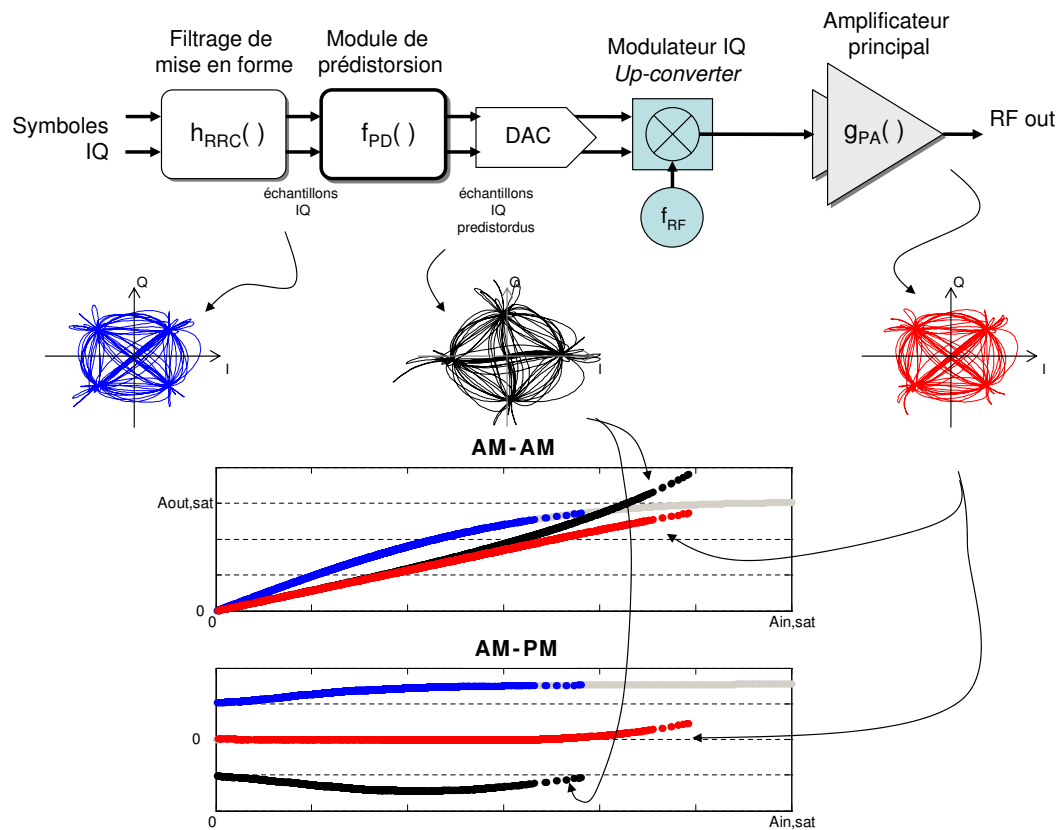 Filtrage de
mise en forme
Module de
prédistorsion
Modulateur IQ
Up-converter
Amplificateur
principal
Symboles
IQ
hRRC( )
fPD( )
DAC
gPA( )
RF out
fRF
échantillons
IQ
échantillons
IQ
predistordus
Q
I
Q
I
Q
I
AM-AM
Aout,sat
0
0
Ain,sat
AM-PM
0
0
Ain,sat